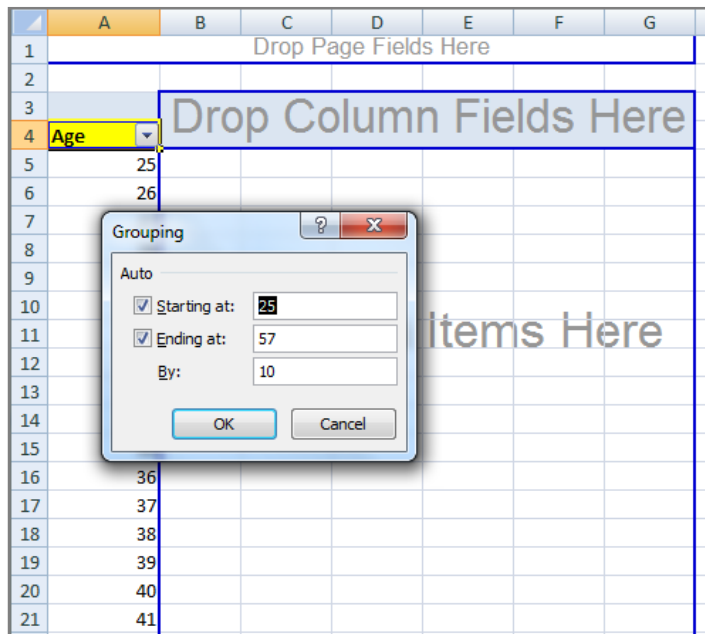 A B C D E F G
1 Drop Page Fields Here
2
3 Drop Column Fields Here
4 Age
5 25
6 26
7
8
9
10
11 Items Here
12
13
14
15
16 36
17 37
18 38
19 39
20 40
21 41
Grouping
?
Auto
Starting at: 25
Ending at: 57
By: 10
OK Cancel